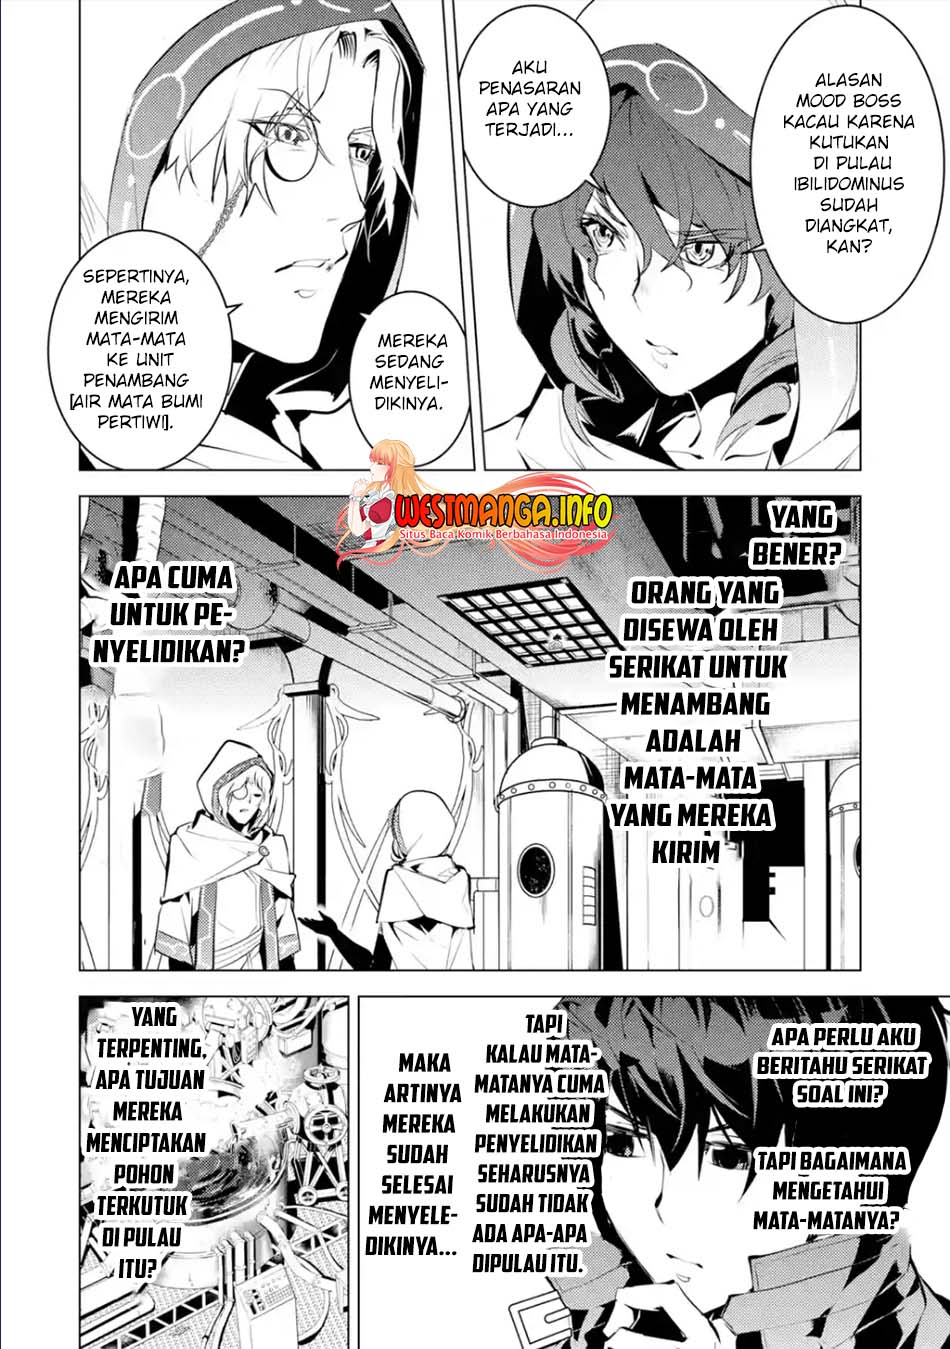 ALASAN
MOOD BOSS
KACAU KARENA
KUTUKAN
DI PULAU
IBILIDOMINUS
SUDAH
DIANGKAT,
KAN?
AKU
PENASARAN
APA YANG
TERJADI...
MEREKA
SEDANG
MENYELI-
DIKINYA.
SEPERTINYA,
MEREKA
MENGIRIM
MATA-MATA
KE UNIT
PENAMBANG
[AIR MATA BUMI
PERTIWI].
WESTMANGA.INFO
Situs Baca Komik Berbahasa Indonesia
YANG
BENER?
ORANG YANG
DISEWA OLEH
SERIKAT UNTUK
MENAMBANG
ADALAH
MATA-MATA
YANG MEREKA
KIRIM
APA CUMA
UNTUK PE-
NYELIDIKAN?
APA PERLU AKU
BERITAHU SERIKAT
SOAL INI?
TAPI BAGAIMANA
MENGETAHUI
MATA-MATANYA?
TAPI
KALAU MATA-
MATANYA CUMA
MELAKUKAN
PENYELIDIKAN
SEHARUSNYA
SUDAH TIDAK
ADA APA-APA
DIPULAU ITU.
MAKA
ARTINYA
MEREKA
SUDAH
SELESAI
MENYELE-
DIKINYA...
YANG
TERPENTING,
APA TUJUAN
MEREKA
MENCIPTAKAN
POHON
TERKUTUK
DI PULAU
ITU?